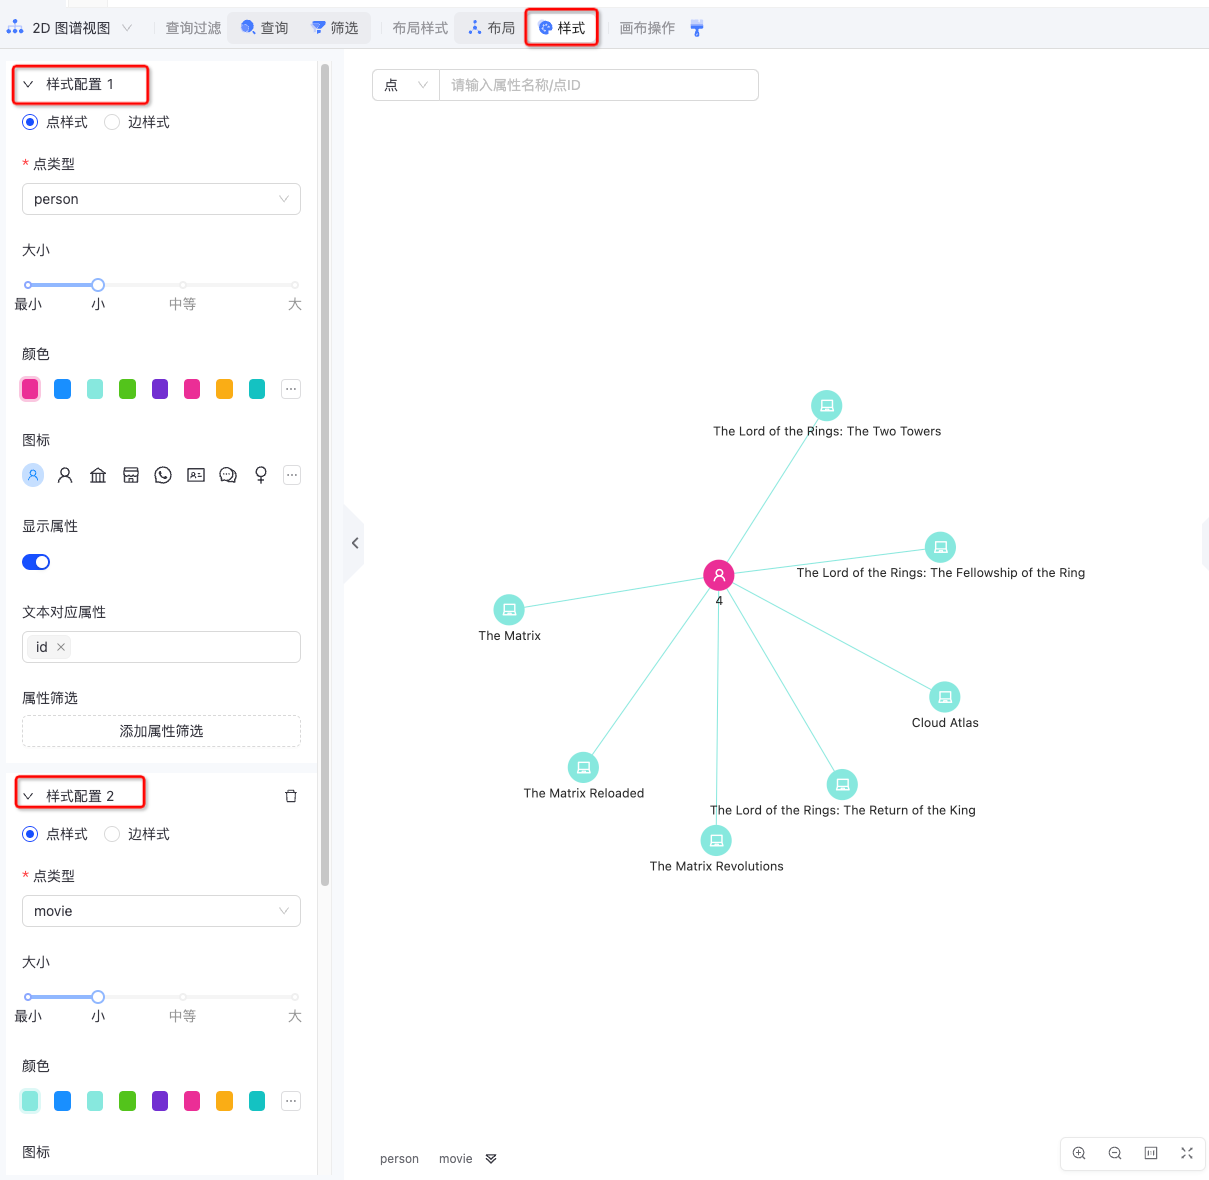 2D 图谱视图 查询过滤 查询 筛选 布局样式 布局 样式 画布操作
样式配置 1
点样式 边样式
* 点类型
person
大小
最小 小 中等 大
颜色
图标
显示属性
文本对应属性
id
属性筛选
添加属性筛选
样式配置 2
点样式 边样式
* 点类型
movie
大小
最小 小 中等 大
颜色
图标
点 请输入属性名称/点ID
The Lord of the Rings: The Two Towers
The Lord of the Rings: The Fellowship of the Ring
4
The Matrix
Cloud Atlas
The Matrix Reloaded
The Lord of the Rings: The Return of the King
The Matrix Revolutions
person movie